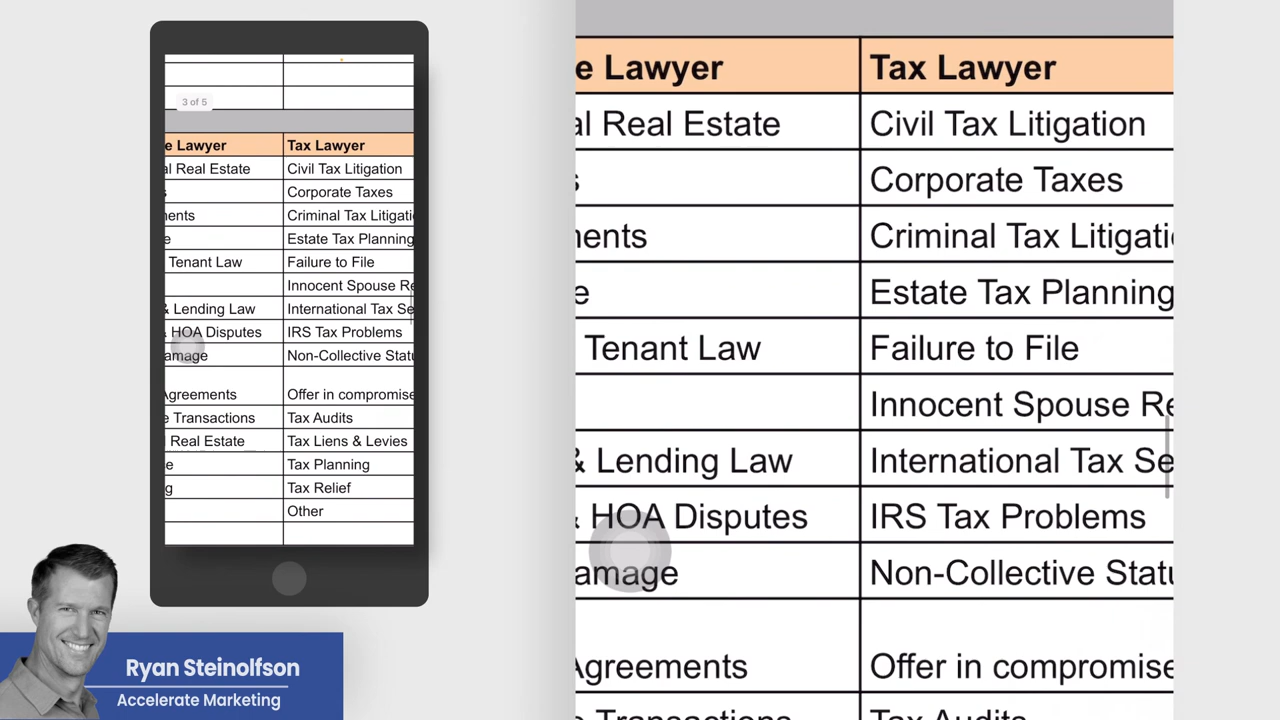 3 of 5
e Lawyer Tax Lawyer
al Real Estate Civil Tax Litigation
s Corporate Taxes
ments Criminal Tax Litigati
e Estate Tax Planning
Tenant Law Failure to File
Innocent Spouse Re
& Lending Law International Tax Se
& HOA Disputes IRS Tax Problems
amage Non-Collective Statu
Agreements Offer in compromise
e Transactions Tax Audits
l Real Estate Tax Liens & Levies
e Tax Planning
g Tax Relief
Other
e Lawyer Tax Lawyer
al Real Estate Civil Tax Litigation
s Corporate Taxes
ments Criminal Tax Litigati
e Estate Tax Planning
Tenant Law Failure to File
Innocent Spouse Re
& Lending Law International Tax Se
& HOA Disputes IRS Tax Problems
amage Non-Collective Statu
Agreements Offer in compromise
e Transactions Tax Audits
Ryan Steinolfson
Accelerate Marketing